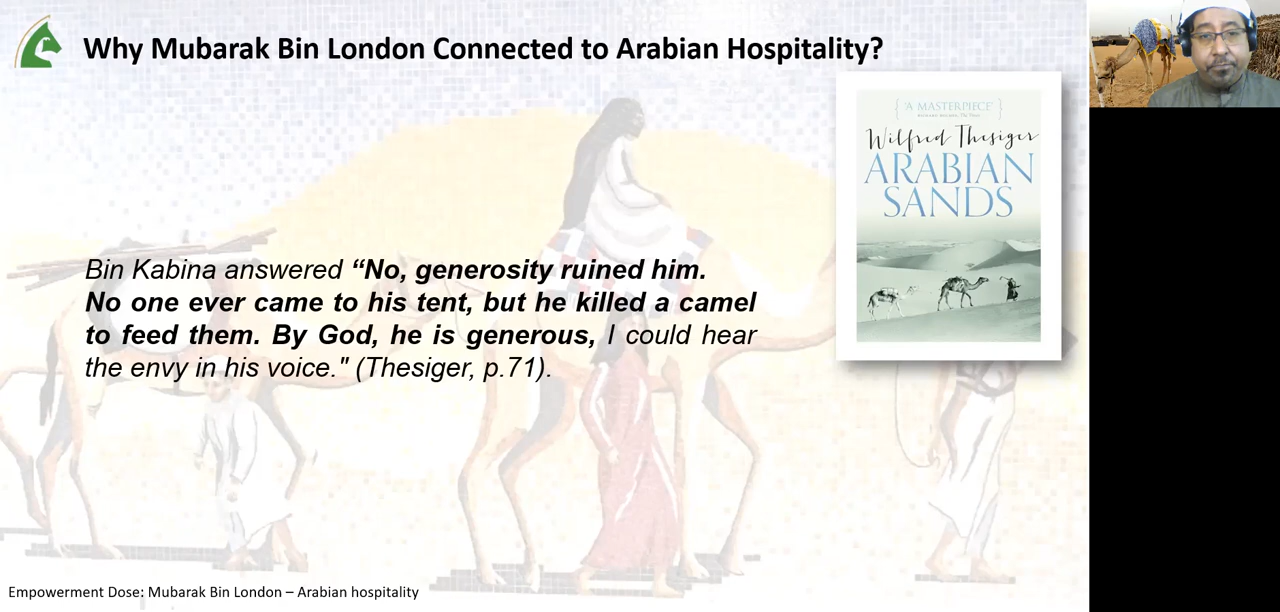 Why Mubarak Bin London Connected to Arabian Hospitality?
{ 'A MASTERPIECE' }
Wilfred Thesiger
ARABIAN
SANDS
Bin Kabina answered “No, generosity ruined him.
No one ever came to his tent, but he killed a camel
to feed them. By God, he is generous, I could hear
the envy in his voice." (Thesiger, p.71).
Empowerment Dose: Mubarak Bin London – Arabian hospitality